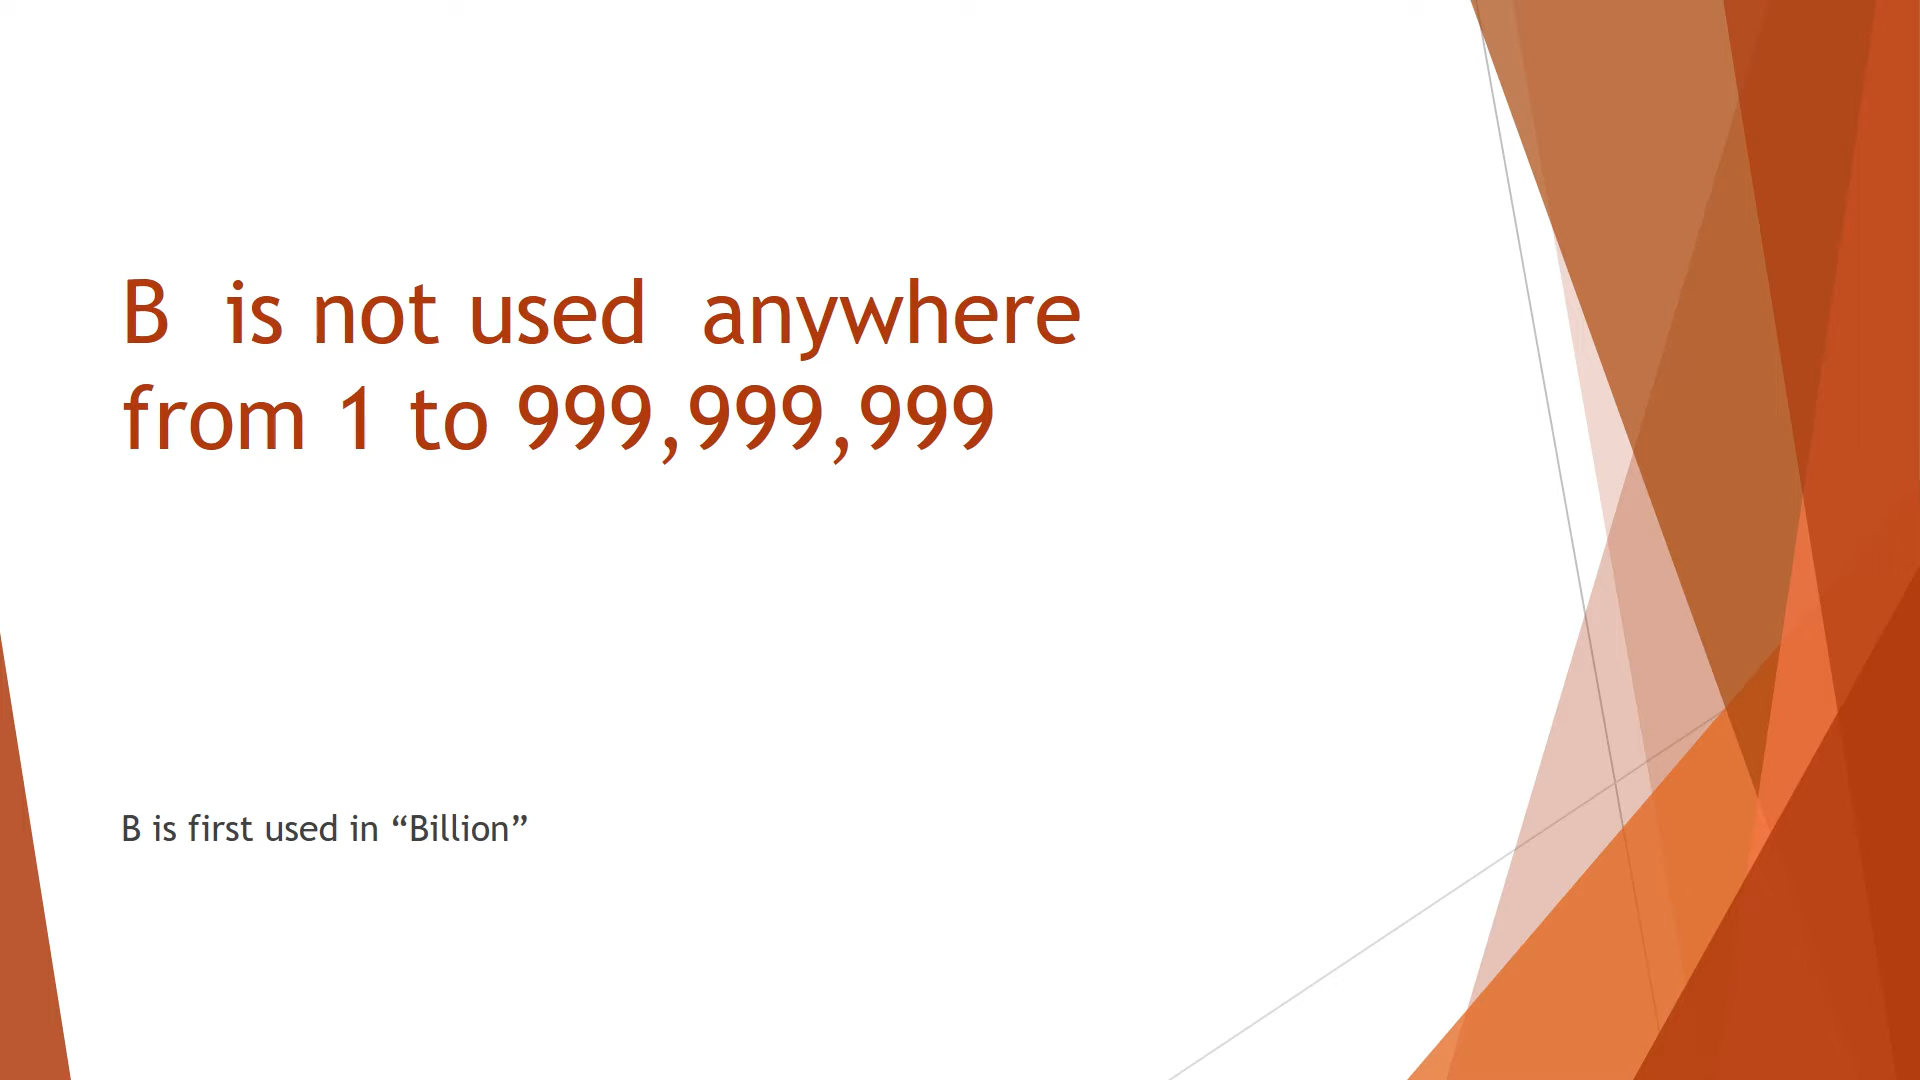 B is not used anywhere
from 1 to 999,999,999
B is first used in “Billion”